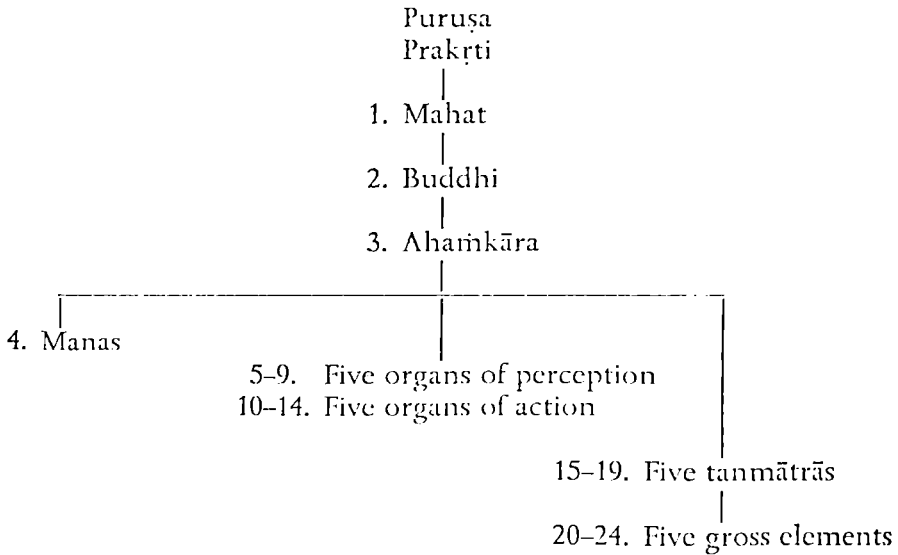 Puruṣa
Prakṛti
1. Mahat
2. Buddhi
3. Ahaṁkāra
4. Manas
5–9. Five organs of perception
10–14. Five organs of action
15–19. Five tanmātrās
20–24. Five gross elements